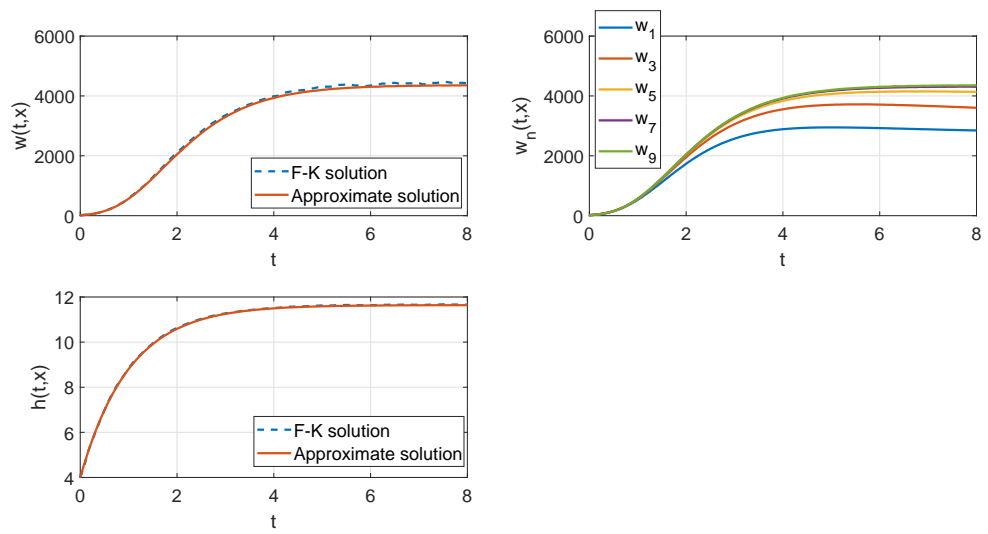 6000
4000
2000
0
w(t,x)
F-K solution
Approximate solution
0 2 4 6 8
t
6000
4000
2000
0
w_n(t,x)
w_1
w_3
w_5
w_7
w_9
0 2 4 6 8
t
12
10
8
6
4
h(t,x)
F-K solution
Approximate solution
0 2 4 6 8
t